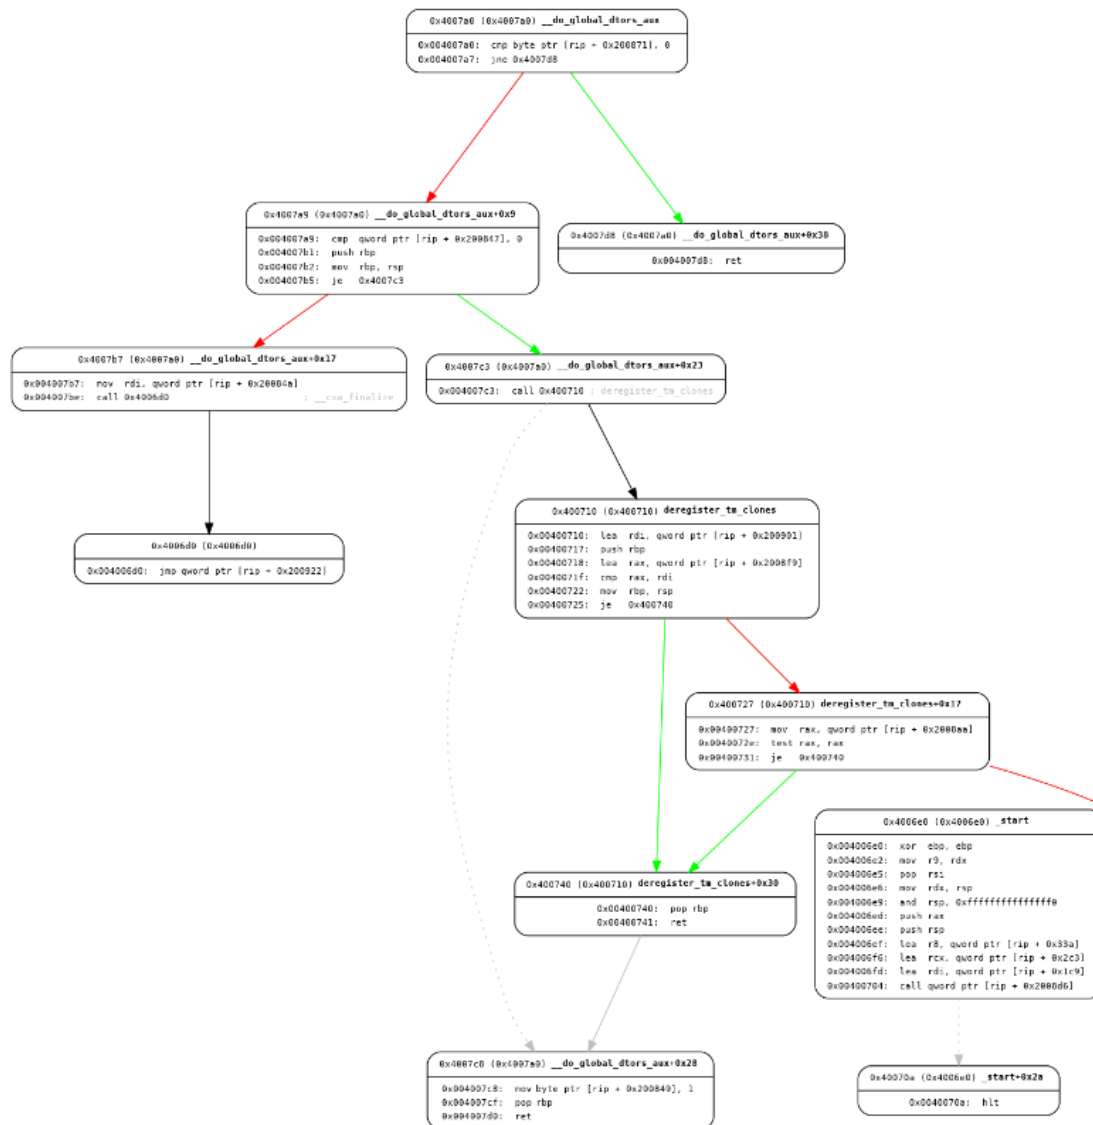 0x4007a0 (0x4007a0) __do_global_dtors_aux
0x004007a0: cmp byte ptr [rip + 0x200871], 0
0x004007a7: jne 0x4007d8
0x4007a9 (0x4007a0) __do_global_dtors_aux+0x9
0x004007a9: cmp qword ptr [rip + 0x200847], 0
0x004007b1: push rbp
0x004007b2: mov rbp, rsp
0x004007b5: je 0x4007c3
0x4007d8 (0x4007a0) __do_global_dtors_aux+0x38
0x004007d8: ret
0x4007b7 (0x4007a0) __do_global_dtors_aux+0x17
0x004007b7: mov rdi, qword ptr [rip + 0x20084a]
0x004007be: call 0x4006d0 ; __cxa_finalize
0x4007c3 (0x4007a0) __do_global_dtors_aux+0x23
0x004007c3: call 0x400710 ; deregister_tm_clones
0x400710 (0x400710) deregister_tm_clones
0x00400710: lea rdi, qword ptr [rip + 0x200901]
0x00400717: push rbp
0x00400718: lea rax, qword ptr [rip + 0x2008f9]
0x0040071f: cmp rax, rdi
0x00400722: mov rbp, rsp
0x00400725: je 0x400740
0x4006d0 (0x4006d0)
0x004006d0: jmp qword ptr [rip + 0x200922]
0x400727 (0x400710) deregister_tm_clones+0x17
0x00400727: mov rax, qword ptr [rip + 0x2008aa]
0x0040072e: test rax, rax
0x00400731: je 0x400740
0x4006e0 (0x4006e0) _start
0x004006e0: xor ebp, ebp
0x004006e2: mov r9, rdx
0x004006e5: pop rsi
0x004006e6: mov rdx, rsp
0x004006e9: and rsp, 0xfffffffffffffff0
0x004006ed: push rax
0x004006ee: push rsp
0x004006ef: lea r8, qword ptr [rip + 0x33a]
0x004006f6: lea rcx, qword ptr [rip + 0x2c3]
0x004006fd: lea rdi, qword ptr [rip + 0x1c9]
0x00400704: call qword ptr [rip + 0x2008d6]
0x400740 (0x400710) deregister_tm_clones+0x30
0x00400740: pop rbp
0x00400741: ret
0x4007c8 (0x4007a0) __do_global_dtors_aux+0x28
0x004007c8: mov byte ptr [rip + 0x200849], 1
0x004007cf: pop rbp
0x004007d0: ret
0x40070a (0x4006e0) _start+0x2a
0x0040070a: hlt